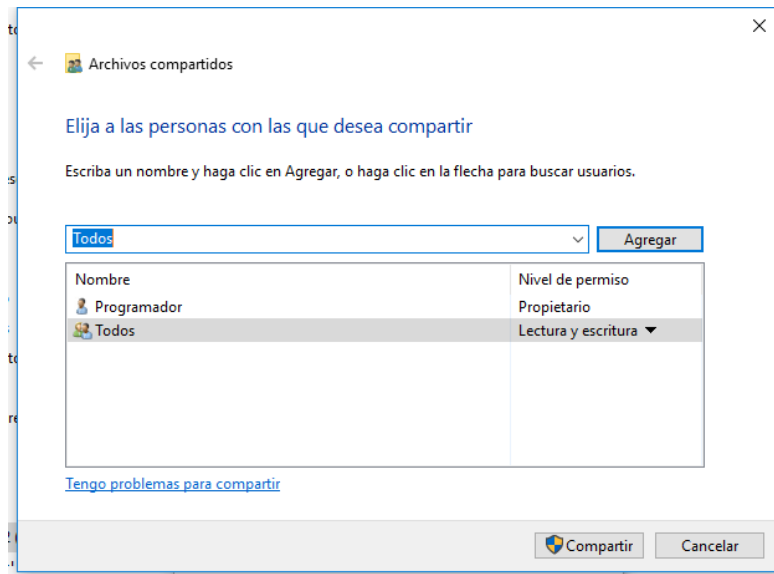 Archivos compartidos
Elija a las personas con las que desea compartir
Escriba un nombre y haga clic en Agregar, o haga clic en la flecha para buscar usuarios.
Todos Agregar
Nombre Nivel de permiso
Programador Propietario
Todos Lectura y escritura
Tengo problemas para compartir
Compartir Cancelar